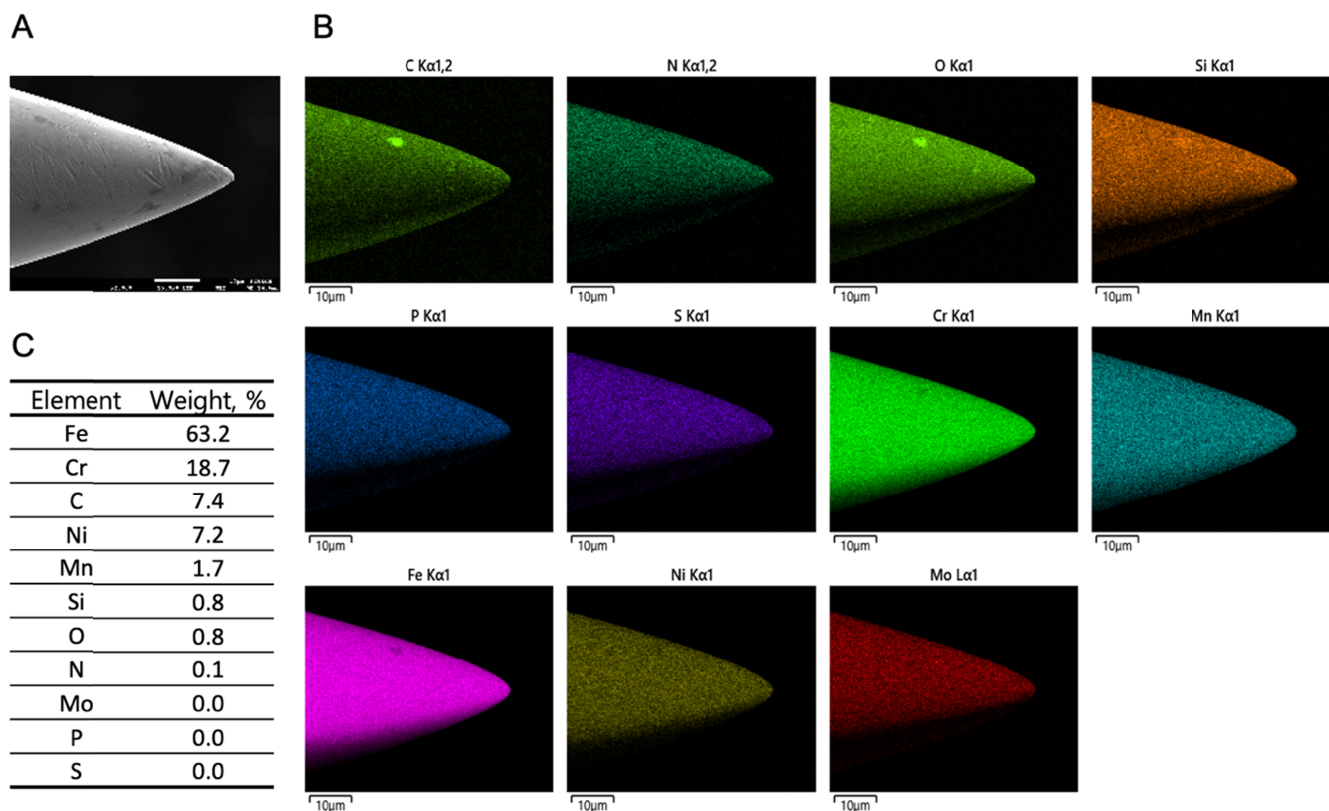 A
B
C Kα1,2
N Kα1,2
O Kα1
Si Kα1
10μm
10μm
10μm
10μm
P Kα1
S Kα1
Cr Kα1
Mn Kα1
10μm
10μm
10μm
10μm
Fe Kα1
Ni Kα1
Mo Lα1
10μm
10μm
10μm
C
Element Weight, %
Fe 63.2
Cr 18.7
C 7.4
Ni 7.2
Mn 1.7
Si 0.8
O 0.8
N 0.1
Mo 0.0
P 0.0
S 0.0